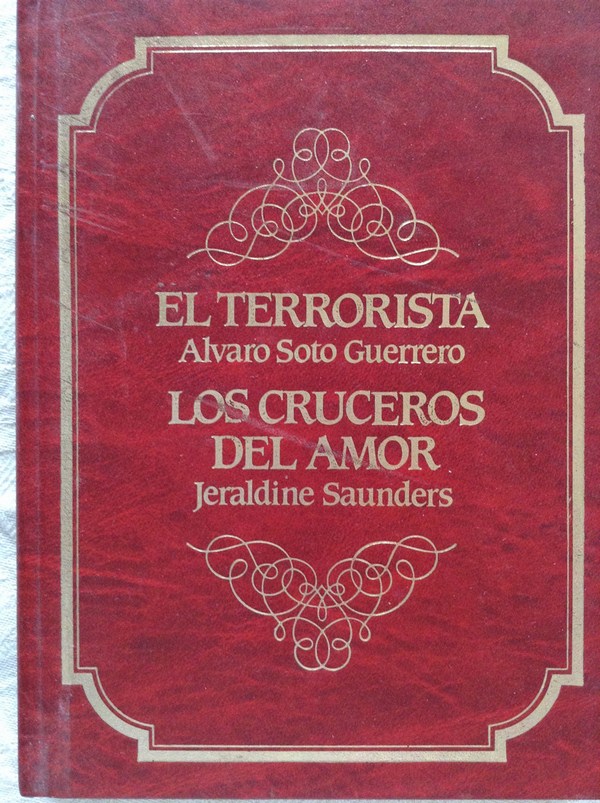 EL TERRORISTA
Alvaro Soto Guerrero
LOS CRUCEROS
DEL AMOR
Jeraldine Saunders